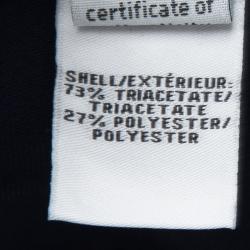 certificate of
SHELL/EXTÉRIEUR:
73% TRIACETATE/
TRIACETATE
27% POLYESTER/
POLYESTER